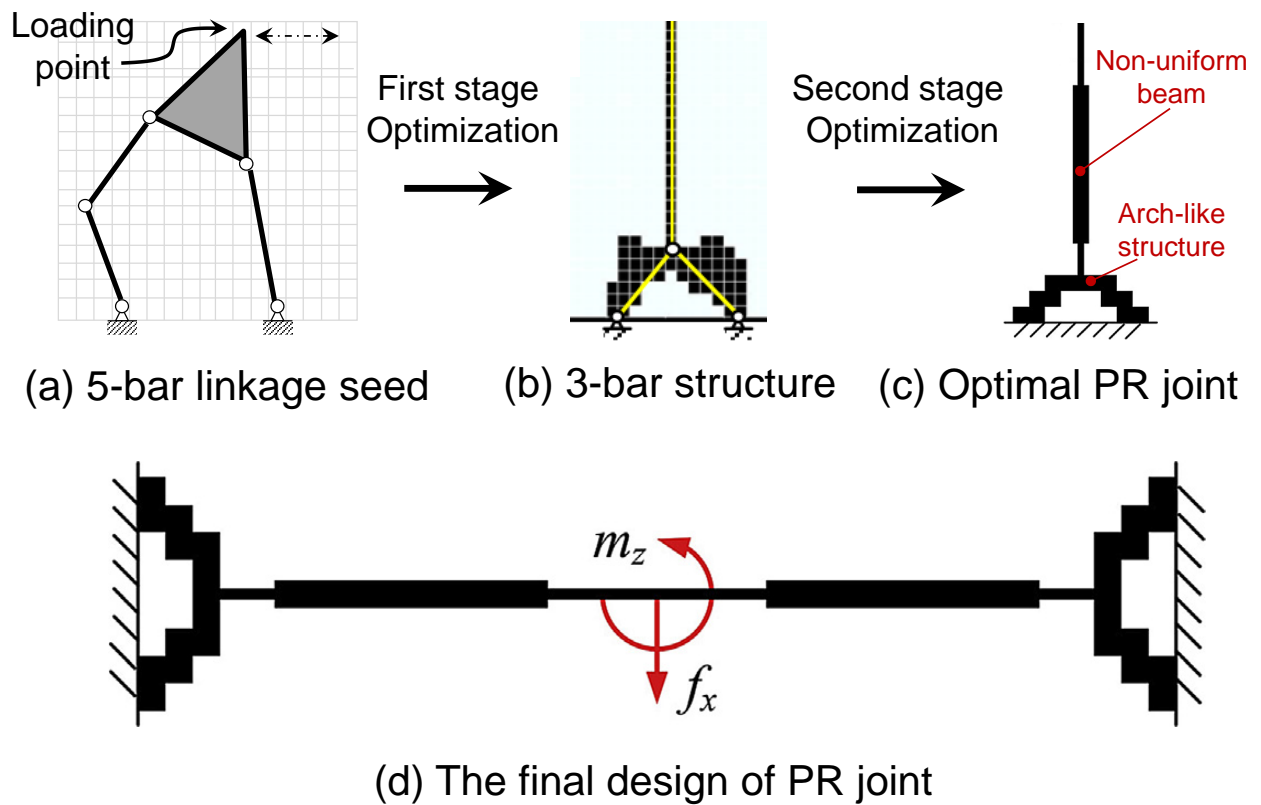 Loading
point
First stage
Optimization
Second stage
Optimization
Non-uniform
beam
Arch-like
structure
(a) 5-bar linkage seed
(b) 3-bar structure
(c) Optimal PR joint
m_z
f_x
(d) The final design of PR joint